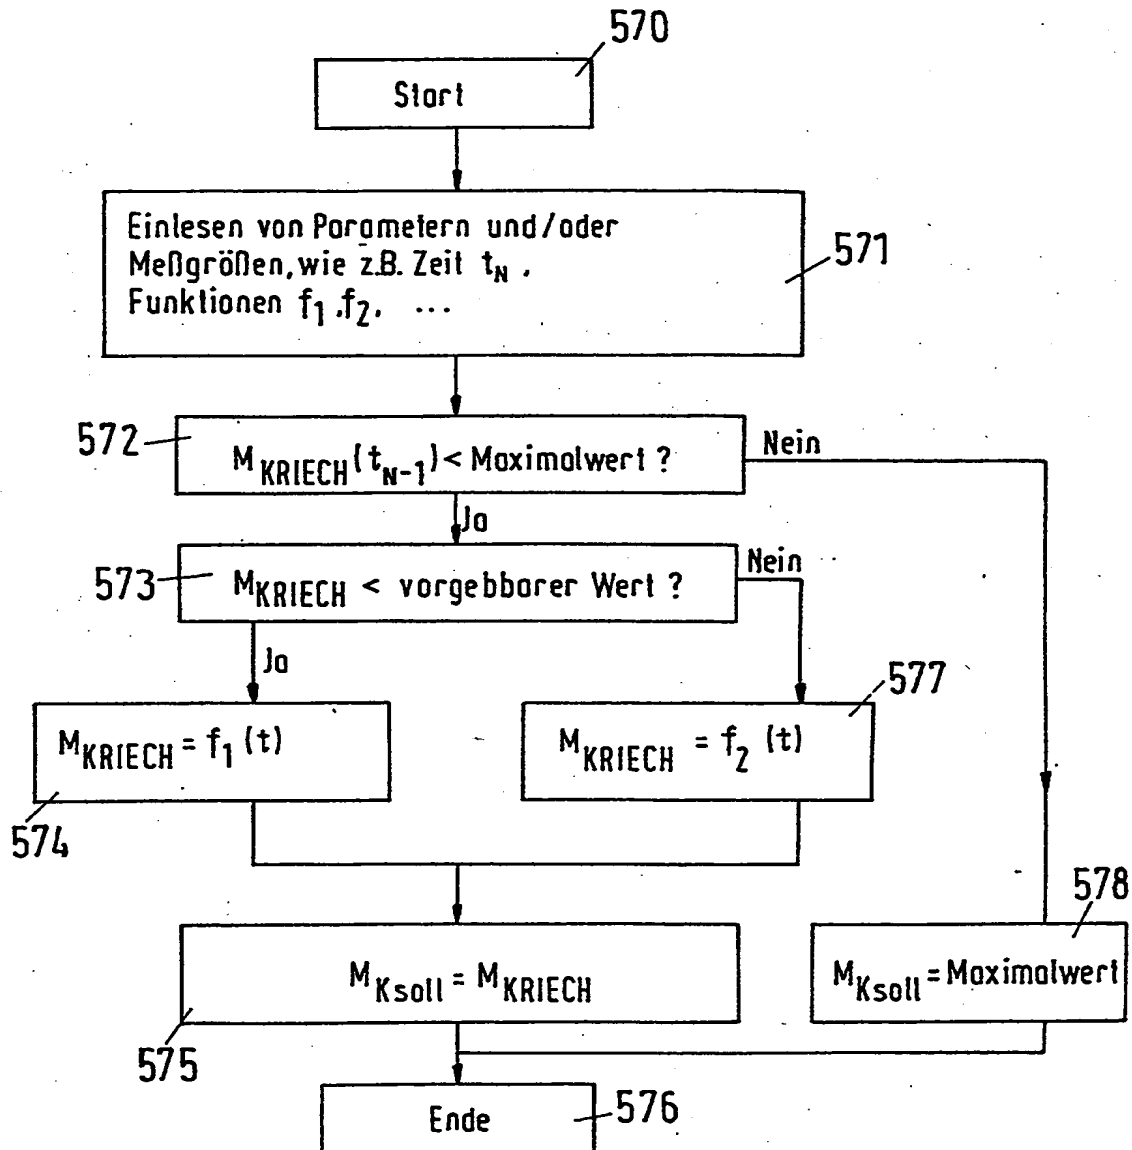 570
Start
Einlesen von Parametern und/oder
Meßgrößen, wie z.B. Zeit t_N,
Funktionen f_1, f_2, ...
571
572
M_KRIECH(t_N-1) < Maximalwert ?
Nein
Ja
573
M_KRIECH < vorgebbarer Wert ?
Nein
Ja
577
M_KRIECH = f_1 (t)
M_KRIECH = f_2 (t)
574
578
M_Ksoll = M_KRIECH
M_Ksoll = Maximalwert
575
Ende
576